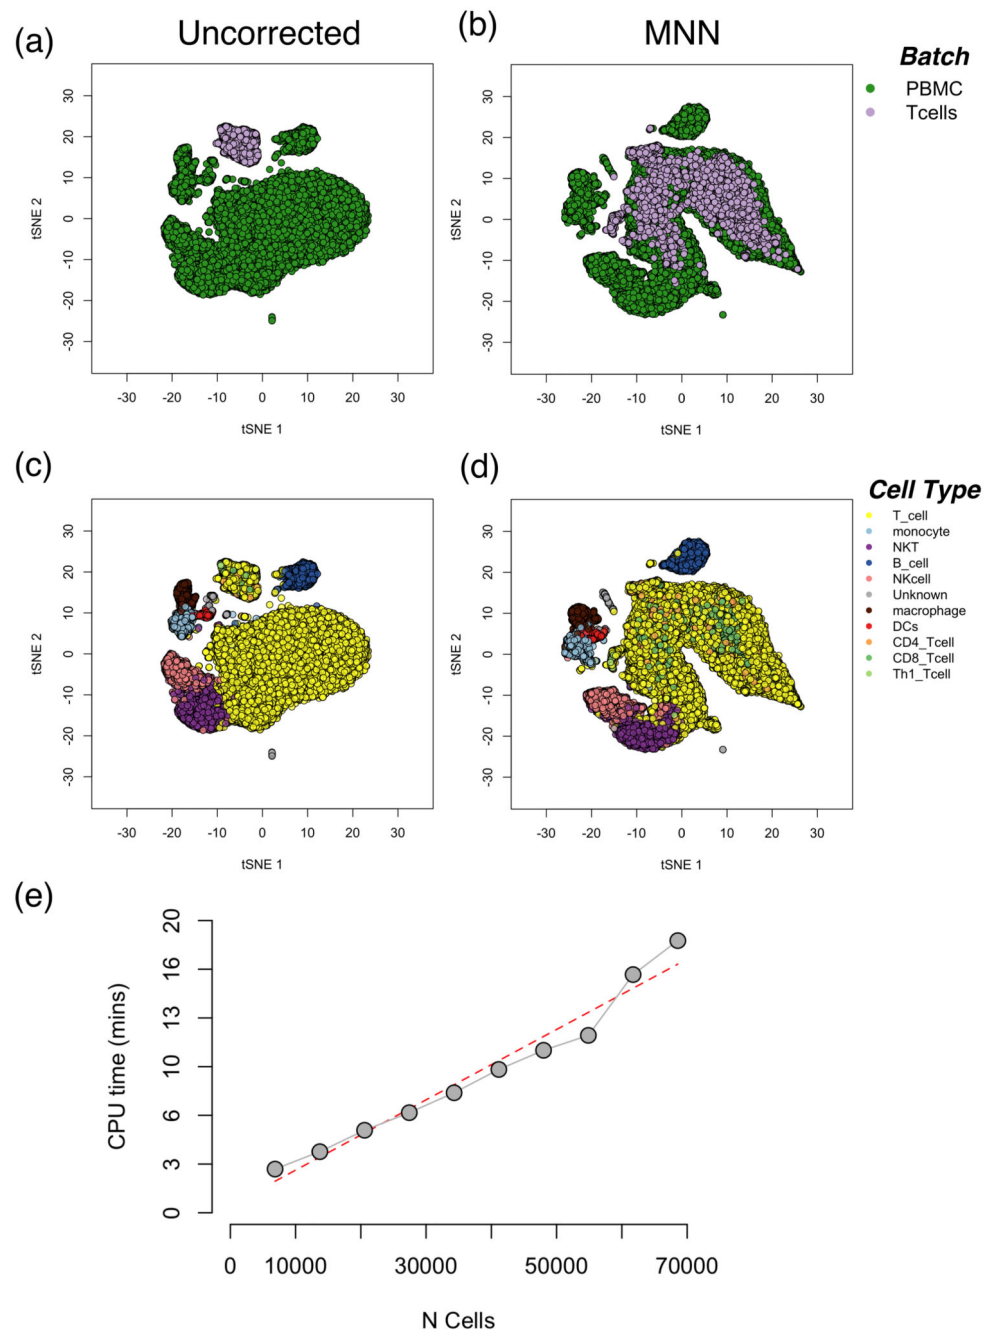 (a) Uncorrected
(b) MNN
Batch
PBMC
Tcells
30
20
10
0
-10
-20
-30
tSNE 2
-30 -20 -10 0 10 20 30
tSNE 1
30
20
10
0
-10
-20
-30
tSNE 2
-30 -20 -10 0 10 20 30
tSNE 1
(c)
30
20
10
0
-10
-20
-30
tSNE 2
-30 -20 -10 0 10 20 30
tSNE 1
(d)
30
20
10
0
-10
-20
-30
tSNE 2
-30 -20 -10 0 10 20 30
tSNE 1
Cell Type
T_cell
monocyte
NKT
B_cell
NKcell
Unknown
macrophage
DCs
CD4_Tcell
CD8_Tcell
Th1_Tcell
(e)
20
16
13
10
6
3
0
CPU time (mins)
0 10000 30000 50000 70000
N Cells